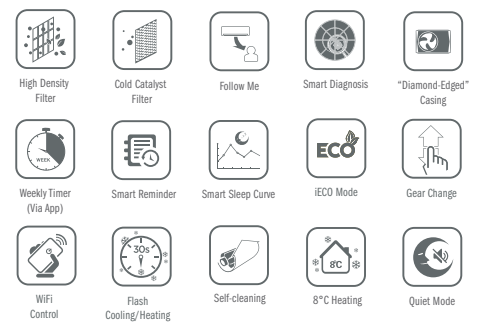 High Density
Filter
Cold Catalyst
Filter
Follow Me
Smart Diagnosis
“Diamond-Edged”
Casing
WEEK
Weekly Timer
(Via App)
Smart Reminder
Smart Sleep Curve
ECO
iECO Mode
Gear Change
WiFi
Control
30s
Flash
Cooling/Heating
Self-cleaning
8°C
8°C Heating
Quiet Mode